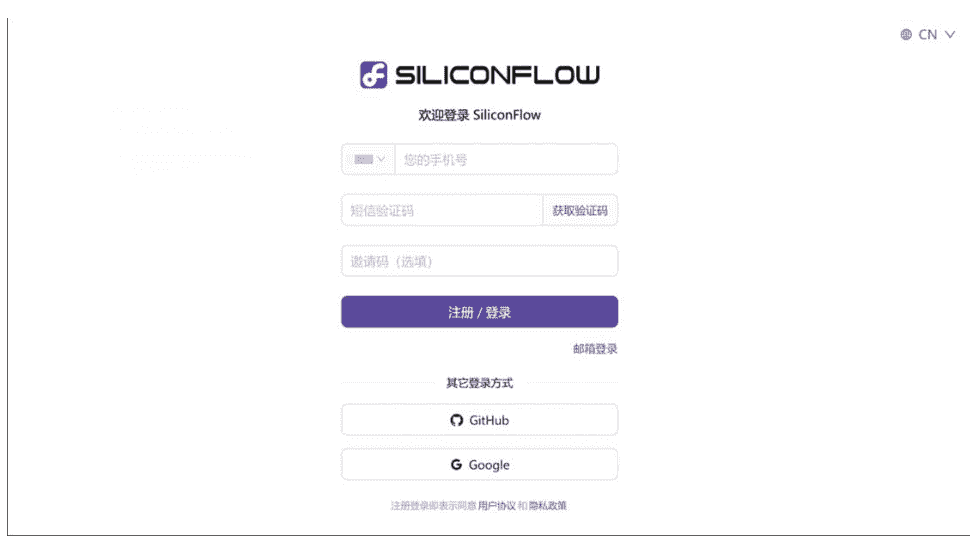 CN
SILICONFLOW
欢迎登录 SiliconFlow
您的手机号
短信验证码 获取验证码
邀请码（选填）
注册 / 登录
邮箱登录
其它登录方式
GitHub
Google
注册登录即表示同意 用户协议 和 隐私政策